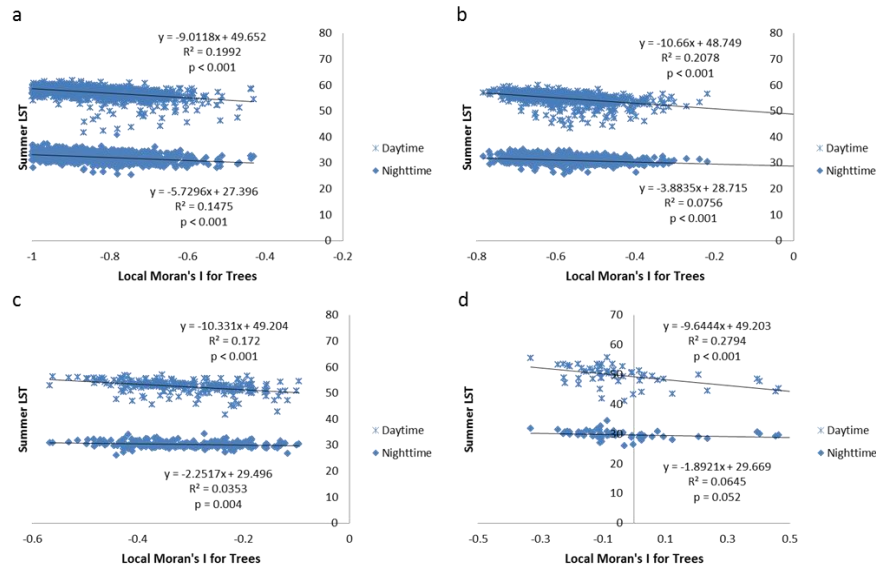 a
y = -9.0118x + 49.652
R² = 0.1992
p < 0.001
80
70
60
50
40
30
20
10
0
Summer LST
Daytime
Nighttime
y = -5.7296x + 27.396
R² = 0.1475
p < 0.001
-1 -0.8 -0.6 -0.4 -0.2
Local Moran's I for Trees
b
y = -10.66x + 48.749
R² = 0.2078
p < 0.001
80
70
60
50
40
30
20
10
0
Summer LST
Daytime
Nighttime
y = -3.8835x + 28.715
R² = 0.0756
p < 0.001
-0.8 -0.6 -0.4 -0.2 0
Local Moran's I for Trees
c
y = -10.331x + 49.204
R² = 0.172
p < 0.001
80
70
60
50
40
30
20
10
0
Summer LST
Daytime
Nighttime
y = -2.2517x + 29.496
R² = 0.0353
p = 0.004
-0.6 -0.4 -0.2 0
Local Moran's I for Trees
d
y = -9.6444x + 49.203
R² = 0.2794
p < 0.001
70
60
50
40
30
20
10
0
Summer LST
Daytime
Nighttime
y = -1.8921x + 29.669
R² = 0.0645
p = 0.052
-0.5 -0.3 -0.1 0.1 0.3 0.5
Local Moran's I for Trees